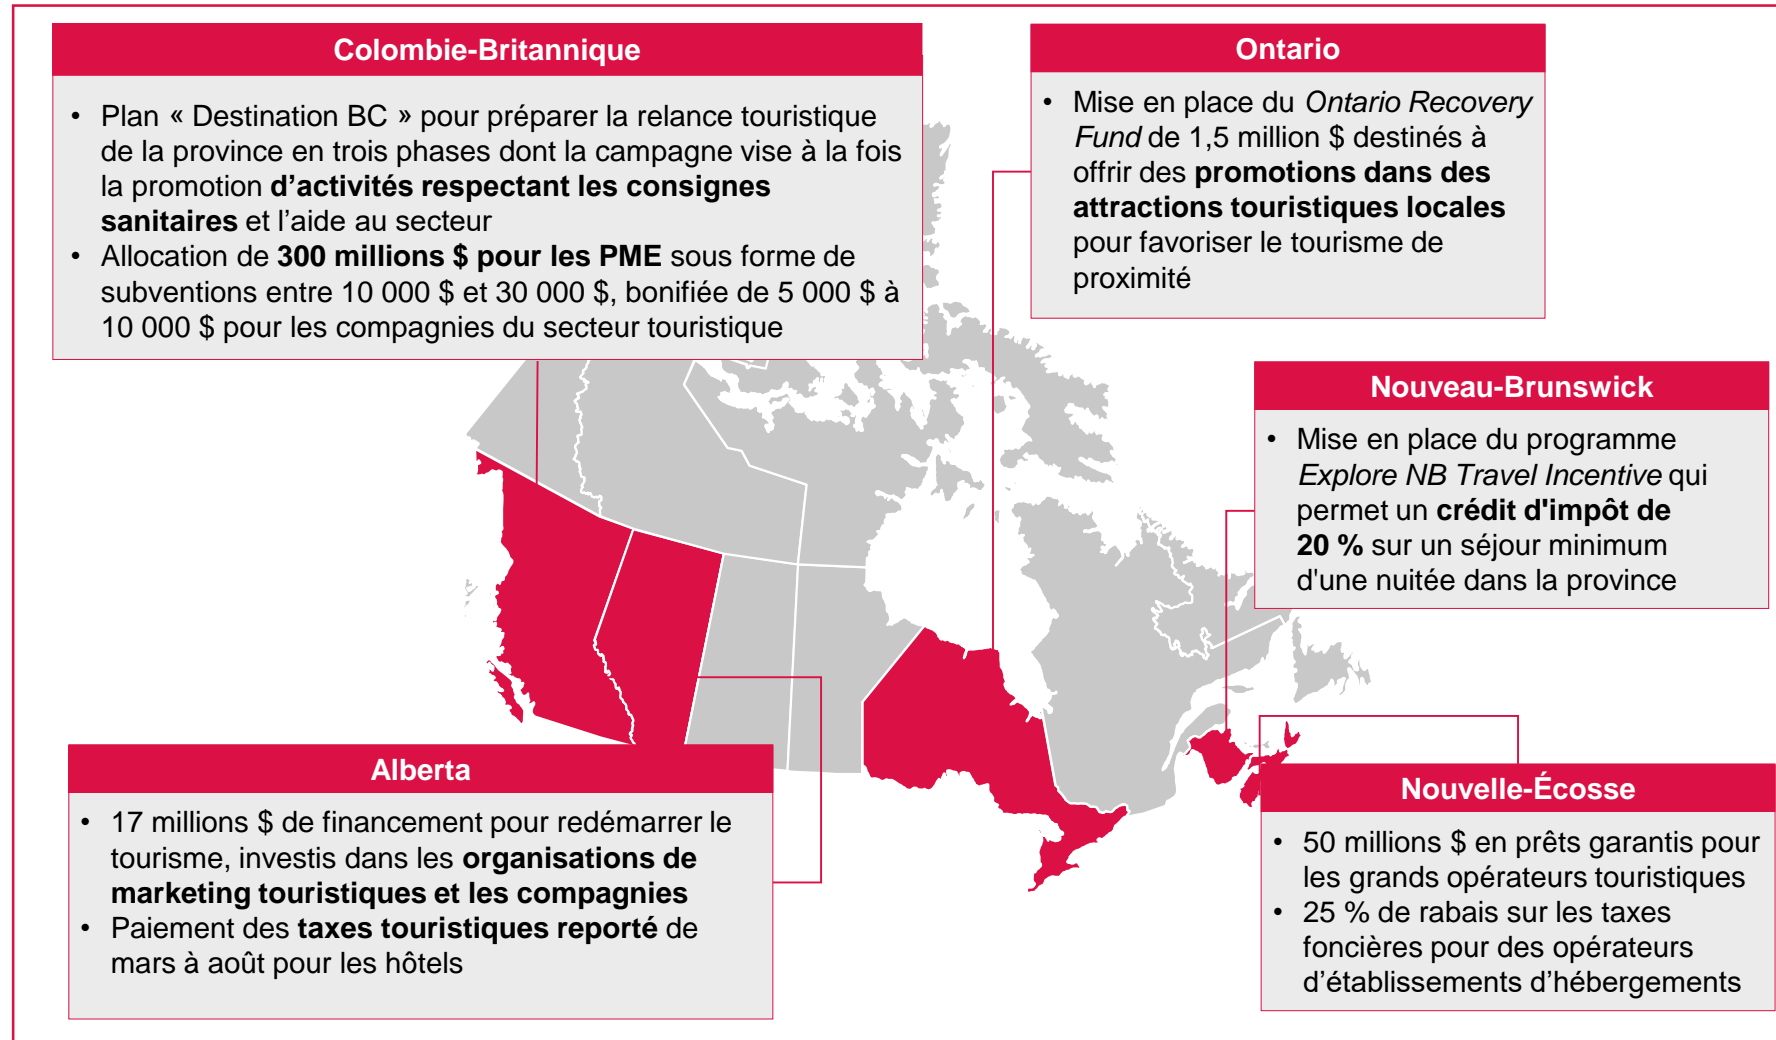 Colombie-Britannique
• Plan « Destination BC » pour préparer la relance touristique
de la province en trois phases dont la campagne vise à la fois
la promotion d’activités respectant les consignes
sanitaires et l’aide au secteur
• Allocation de 300 millions $ pour les PME sous forme de
subventions entre 10 000 $ et 30 000 $, bonifiée de 5 000 $ à
10 000 $ pour les compagnies du secteur touristique
Ontario
• Mise en place du Ontario Recovery
Fund de 1,5 million $ destinés à
offrir des promotions dans des
attractions touristiques locales
pour favoriser le tourisme de
proximité
Nouveau-Brunswick
• Mise en place du programme
Explore NB Travel Incentive qui
permet un crédit d'impôt de
20 % sur un séjour minimum
d'une nuitée dans la province
Alberta
• 17 millions $ de financement pour redémarrer le
tourisme, investis dans les organisations de
marketing touristiques et les compagnies
• Paiement des taxes touristiques reporté de
mars à août pour les hôtels
Nouvelle-Écosse
• 50 millions $ en prêts garantis pour
les grands opérateurs touristiques
• 25 % de rabais sur les taxes
foncières pour des opérateurs
d’établissements d’hébergements